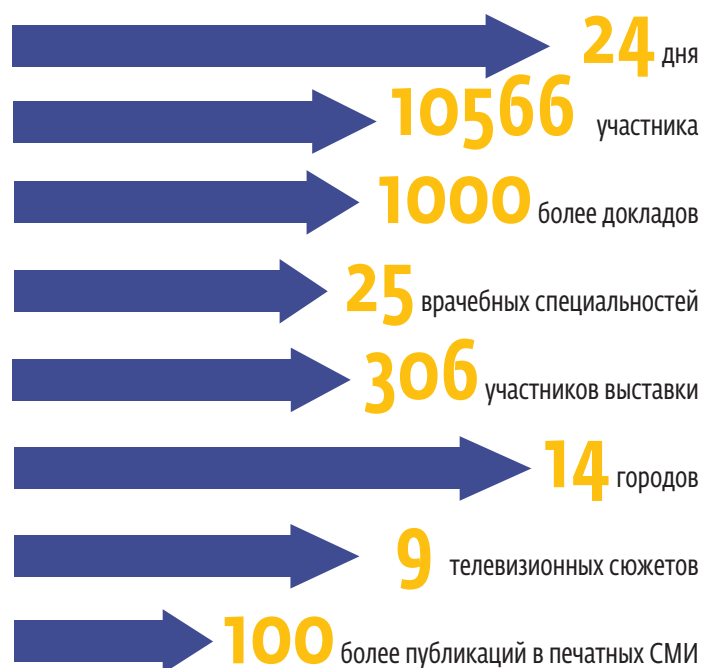 24 дня
10566 участника
1000 более докладов
25 врачебных специальностей
306 участников выставки
14 городов
9 телевизионных сюжетов
100 более публикаций в печатных СМИ